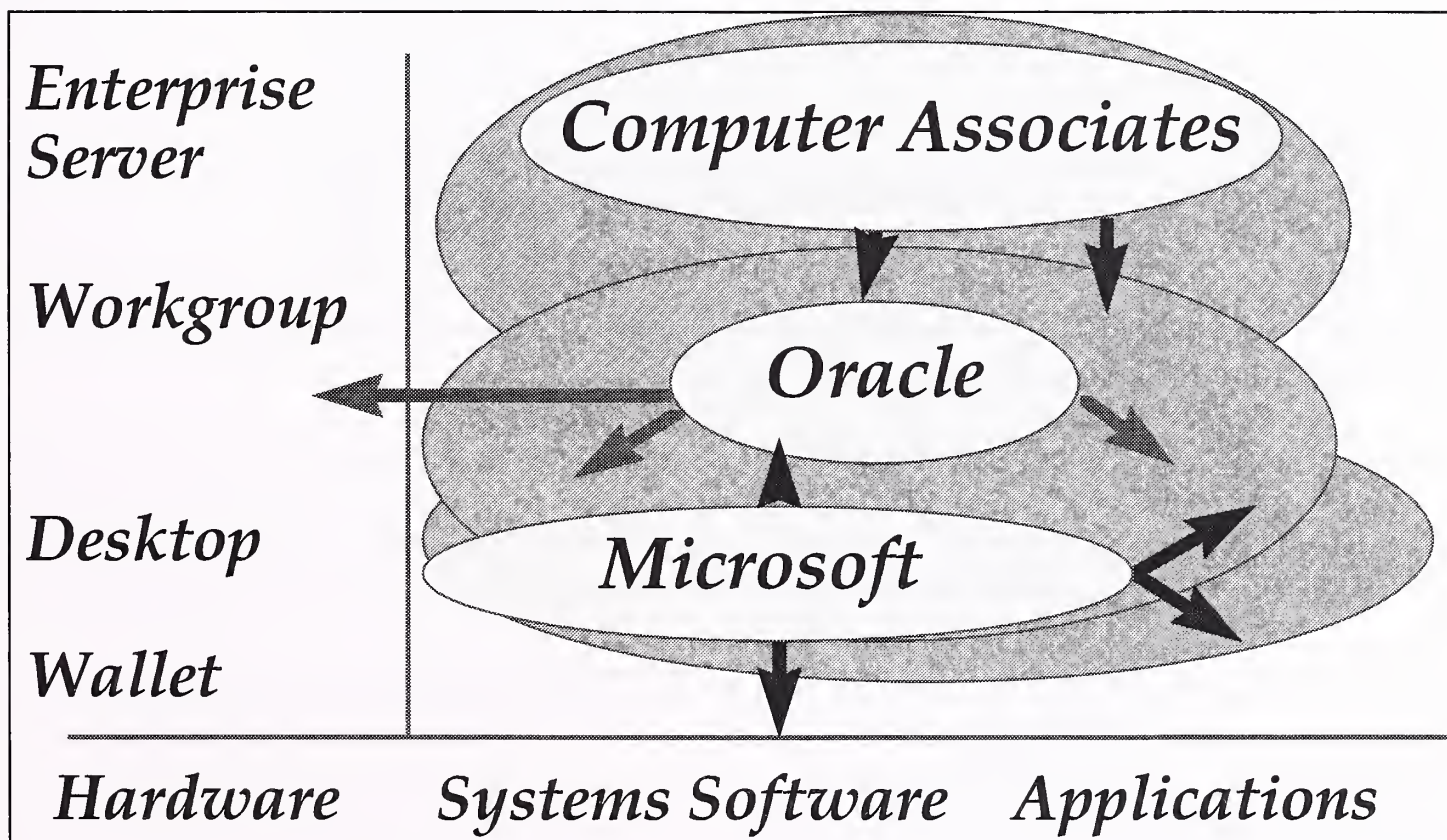 Enterprise
Server
Computer Associates
Workgroup
Oracle
Desktop
Microsoft
Wallet
Hardware Systems Software Applications